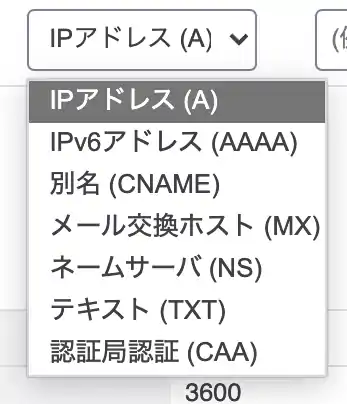 IPアドレス (A)
IPアドレス (A)
IPv6アドレス (AAAA)
別名 (CNAME)
メール交換ホスト (MX)
ネームサーバ (NS)
テキスト (TXT)
認証局認証 (CAA)
3600